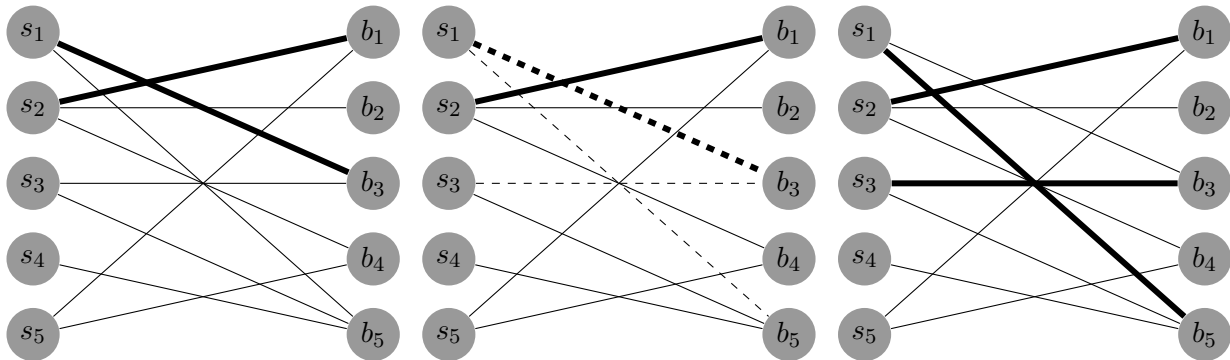 s1 b1 s1 b1 s1 b1
s2 b2 s2 b2 s2 b2
s3 b3 s3 b3 s3 b3
s4 b4 s4 b4 s4 b4
s5 b5 s5 b5 s5 b5